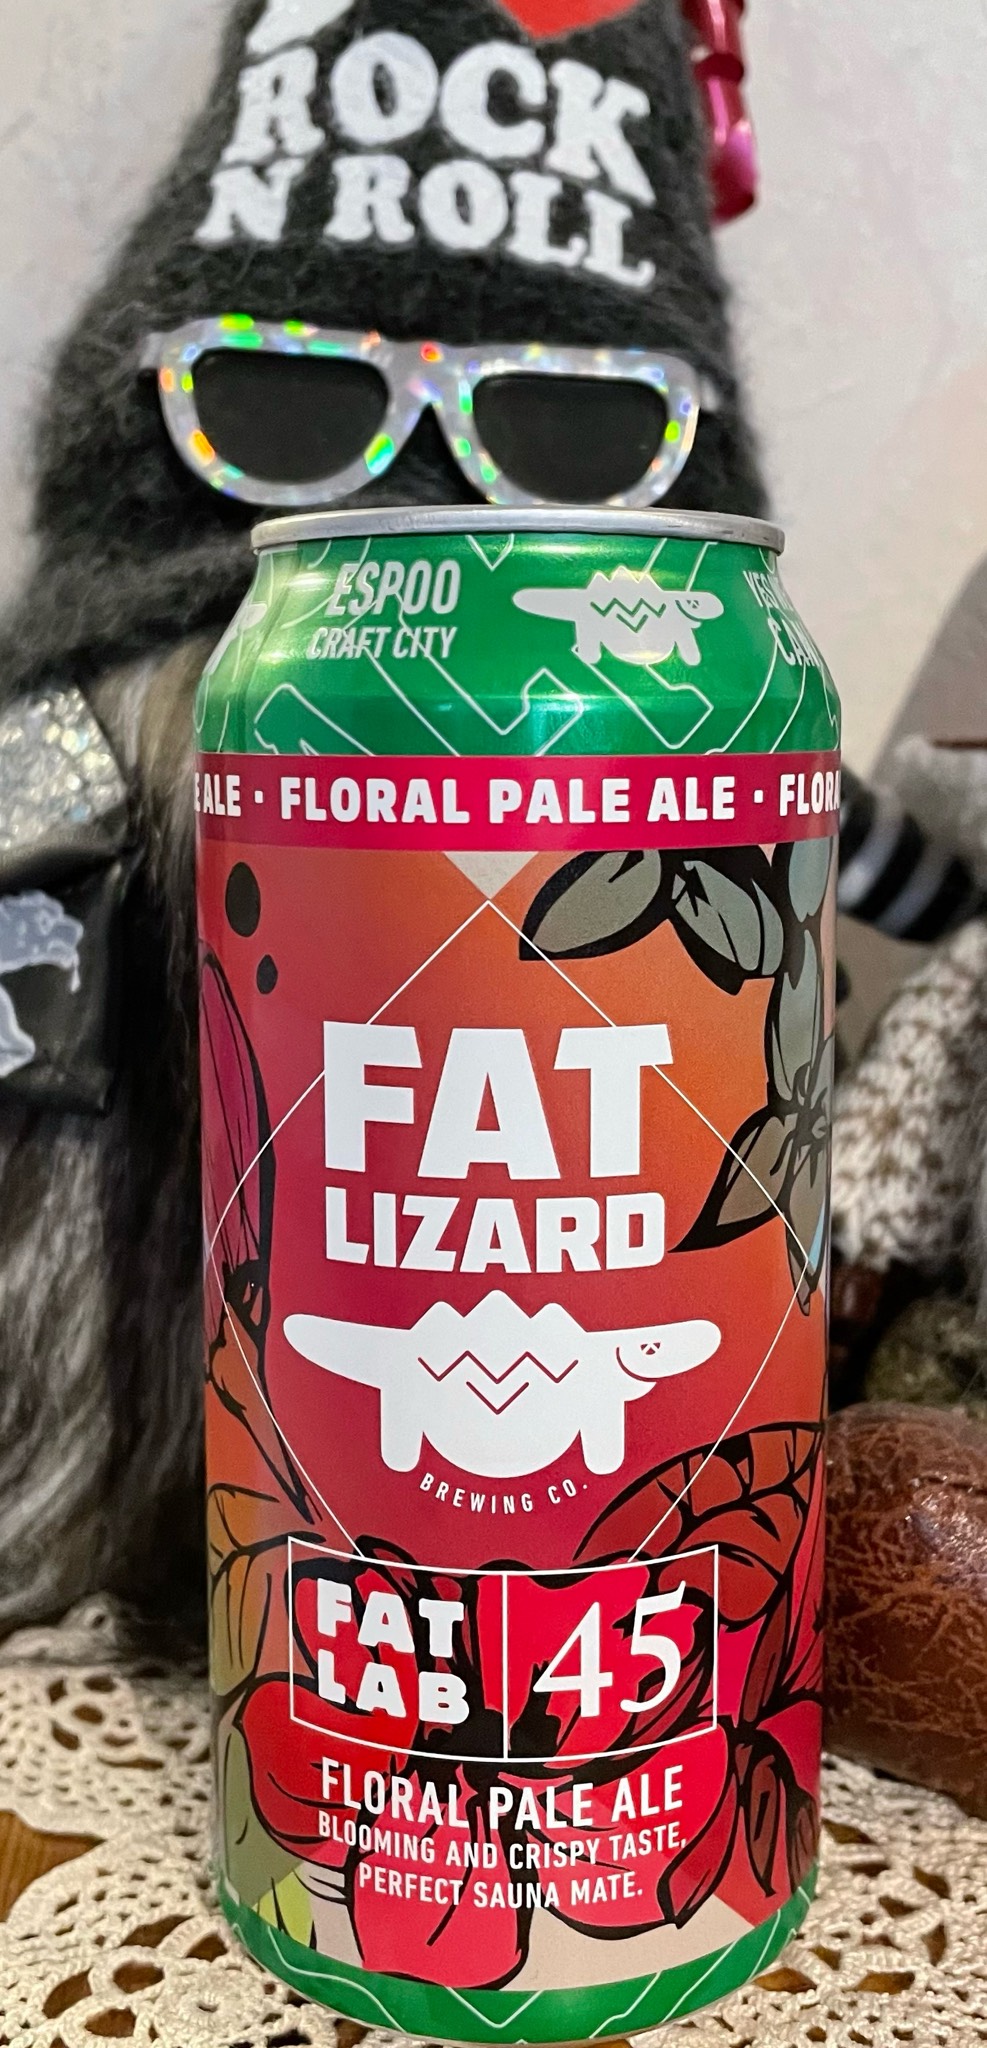 ROCK
N ROLL
ESPOO
CRAFT CITY
ALE · FLORAL PALE ALE ·
FAT
LIZARD
BREWING CO.
FAT
LAB
45
FLORAL PALE ALE
BLOOMING AND CRISPY TASTE,
PERFECT SAUNA MATE.